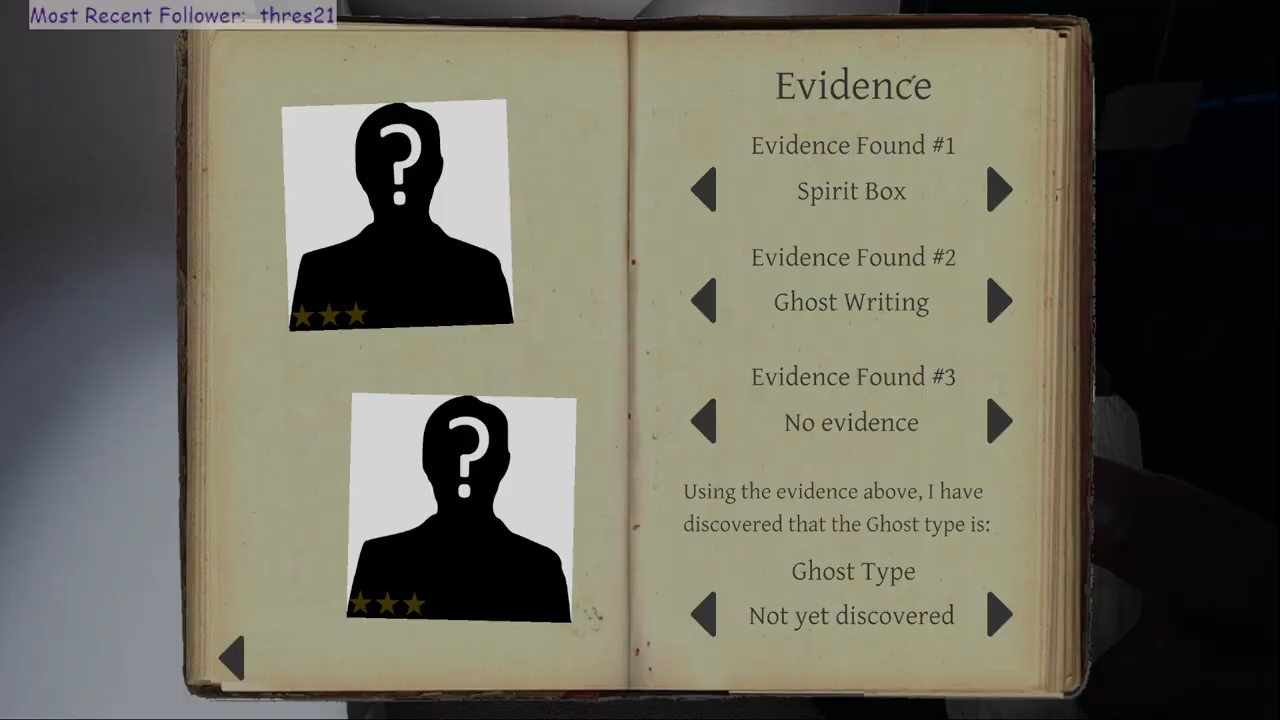 Most Recent Follower: thres21
?
?
Evidence
Evidence Found #1
Spirit Box
Evidence Found #2
Ghost Writing
Evidence Found #3
No evidence
Using the evidence above, I have
discovered that the Ghost type is:
Ghost Type
Not yet discovered